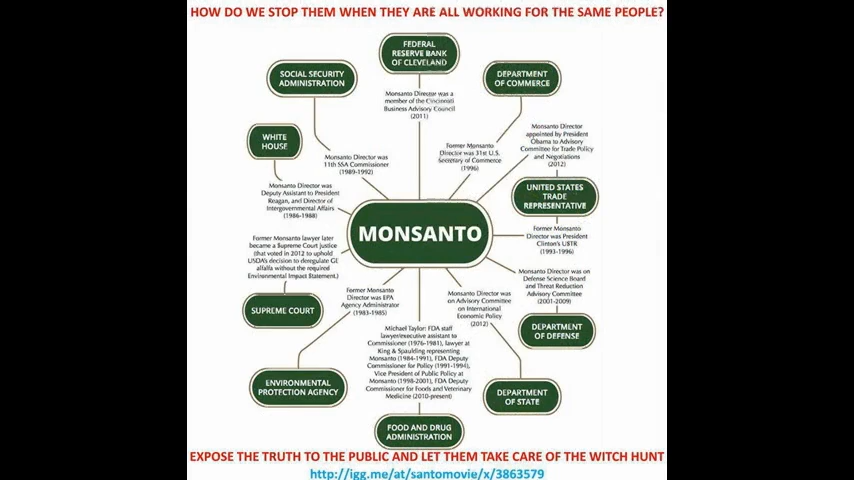 HOW DO WE STOP THEM WHEN THEY ARE ALL WORKING FOR THE SAME PEOPLE?
FEDERAL
RESERVE BANK
OF CLEVELAND
SOCIAL SECURITY
ADMINISTRATION
DEPARTMENT
OF COMMERCE
Monsanto Director was a
member of the Cincinnati
Business Advisory Council
(2011)
WHITE
HOUSE
Monsanto Director was
11th SSA Commissioner
(1989-1992)
Former Monsanto
Director was 31st U.S.
Secretary of Commerce
(1996)
Monsanto Director
appointed by President
Obama to Advisory
Committee for Trade Policy
and Negotiations
(2012)
Monsanto Director was
Deputy Assistant to President
Reagan, and Director of
Intergovernmental Affairs
(1986-1988)
UNITED STATES
TRADE
REPRESENTATIVE
MONSANTO
Former Monsanto
Director was President
Clinton's USTR
(1993-1996)
Former Monsanto lawyer later
became a Supreme Court justice
(that voted in 2012 to uphold
USDA's decision to deregulate GE
alfalfa without the required
Environmental Impact Statement.)
Monsanto Director was on
Defense Science Board
and Threat Reduction
Advisory Committee
(2001-2009)
SUPREME COURT
Former Monsanto
Director was EPA
Agency Administrator
(1983-1985)
Monsanto Director was
on Advisory Committee
on International
Economic Policy
(2012)
DEPARTMENT
OF DEFENSE
Michael Taylor: FDA staff
lawyer/executive assistant to
Commissioner (1976-1981), lawyer at
King & Spaulding representing
Monsanto (1984-1991), FDA Deputy
Commissioner for Policy (1991-1994),
Vice President of Public Policy at
Monsanto (1998-2001), FDA Deputy
Commissioner for Foods and Veterinary
Medicine (2010-present)
ENVIRONMENTAL
PROTECTION AGENCY
DEPARTMENT
OF STATE
FOOD AND DRUG
ADMINISTRATION
EXPOSE THE TRUTH TO THE PUBLIC AND LET THEM TAKE CARE OF THE WITCH HUNT
http://igg.me/at/santomovie/x/3863579